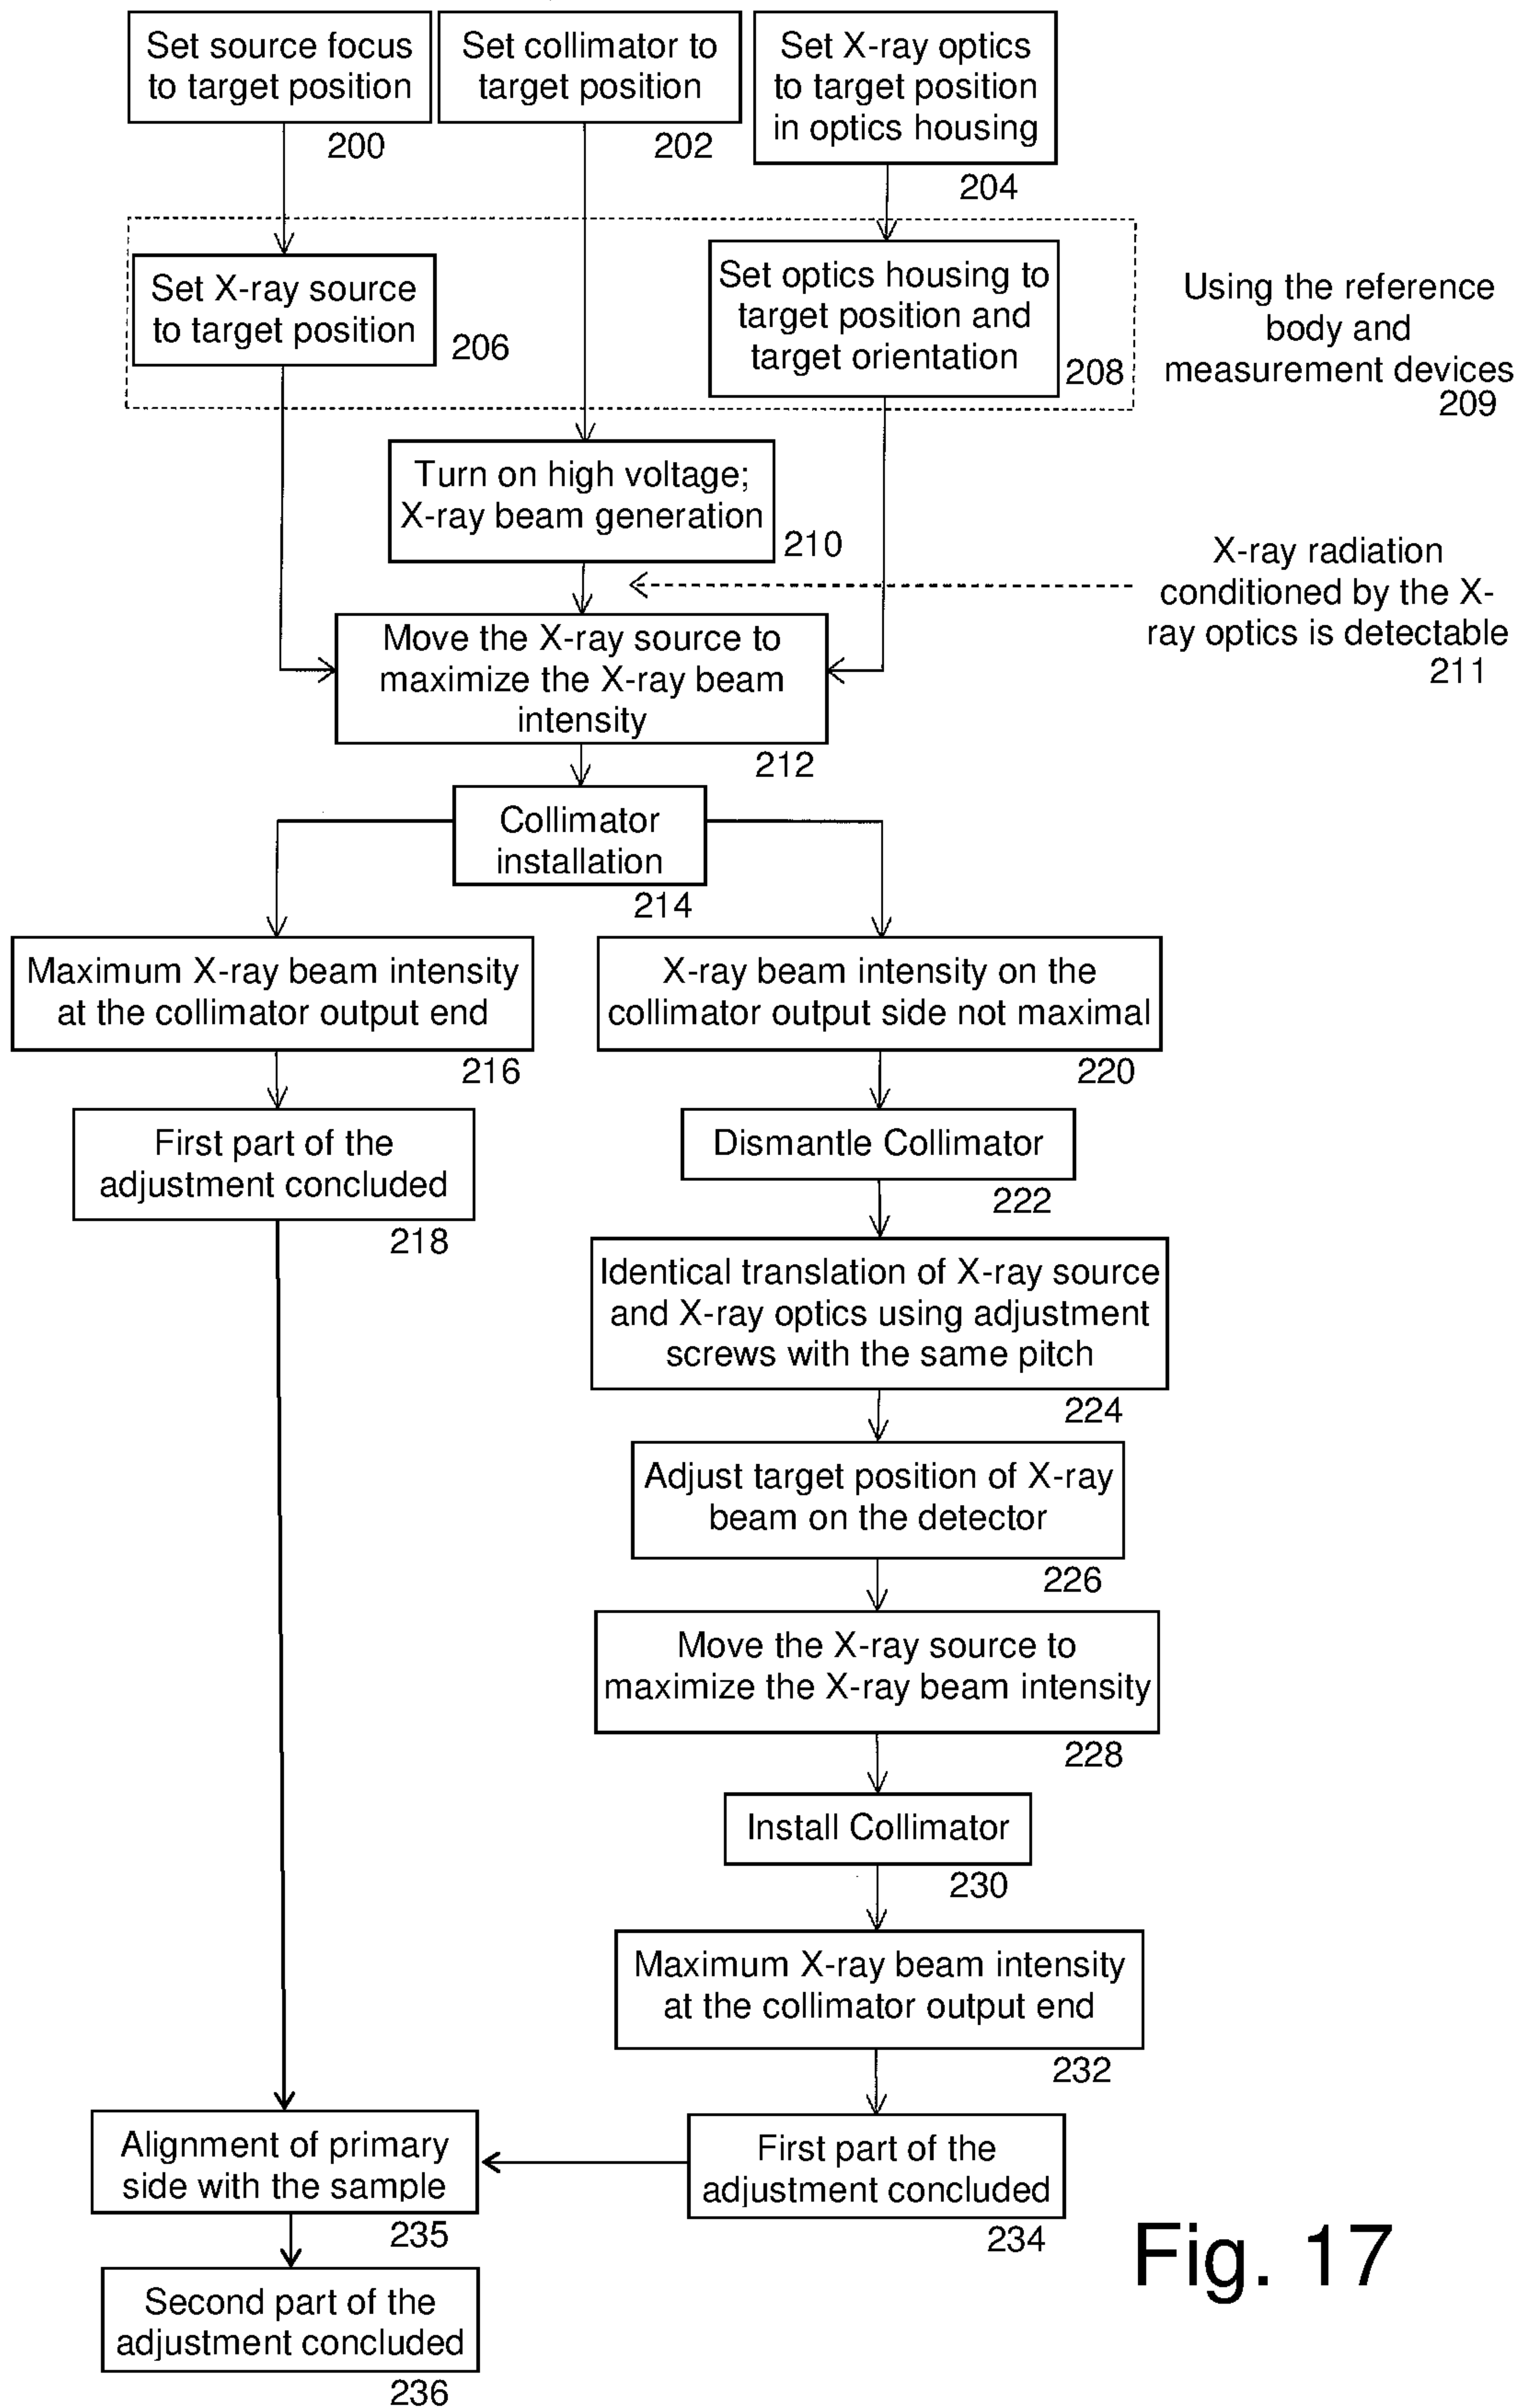 Set source focus
to target position
200
Set collimator to
target position
202
Set X-ray optics
to target position
in optics housing
204
Set X-ray source
to target position
206
Set optics housing to
target position and
target orientation
208
Using the reference
body and
measurement devices
209
Turn on high voltage;
X-ray beam generation
210
X-ray radiation
conditioned by the X-
ray optics is detectable
211
Move the X-ray source to
maximize the X-ray beam
intensity
212
Collimator
installation
214
Maximum X-ray beam intensity
at the collimator output end
216
First part of the
adjustment concluded
218
X-ray beam intensity on the
collimator output side not maximal
220
Dismantle Collimator
222
Identical translation of X-ray source
and X-ray optics using adjustment
screws with the same pitch
224
Adjust target position of X-ray
beam on the detector
226
Move the X-ray source to
maximize the X-ray beam intensity
228
Install Collimator
230
Maximum X-ray beam intensity
at the collimator output end
232
First part of the
adjustment concluded
234
Alignment of primary
side with the sample
235
Second part of the
adjustment concluded
236
Fig. 17